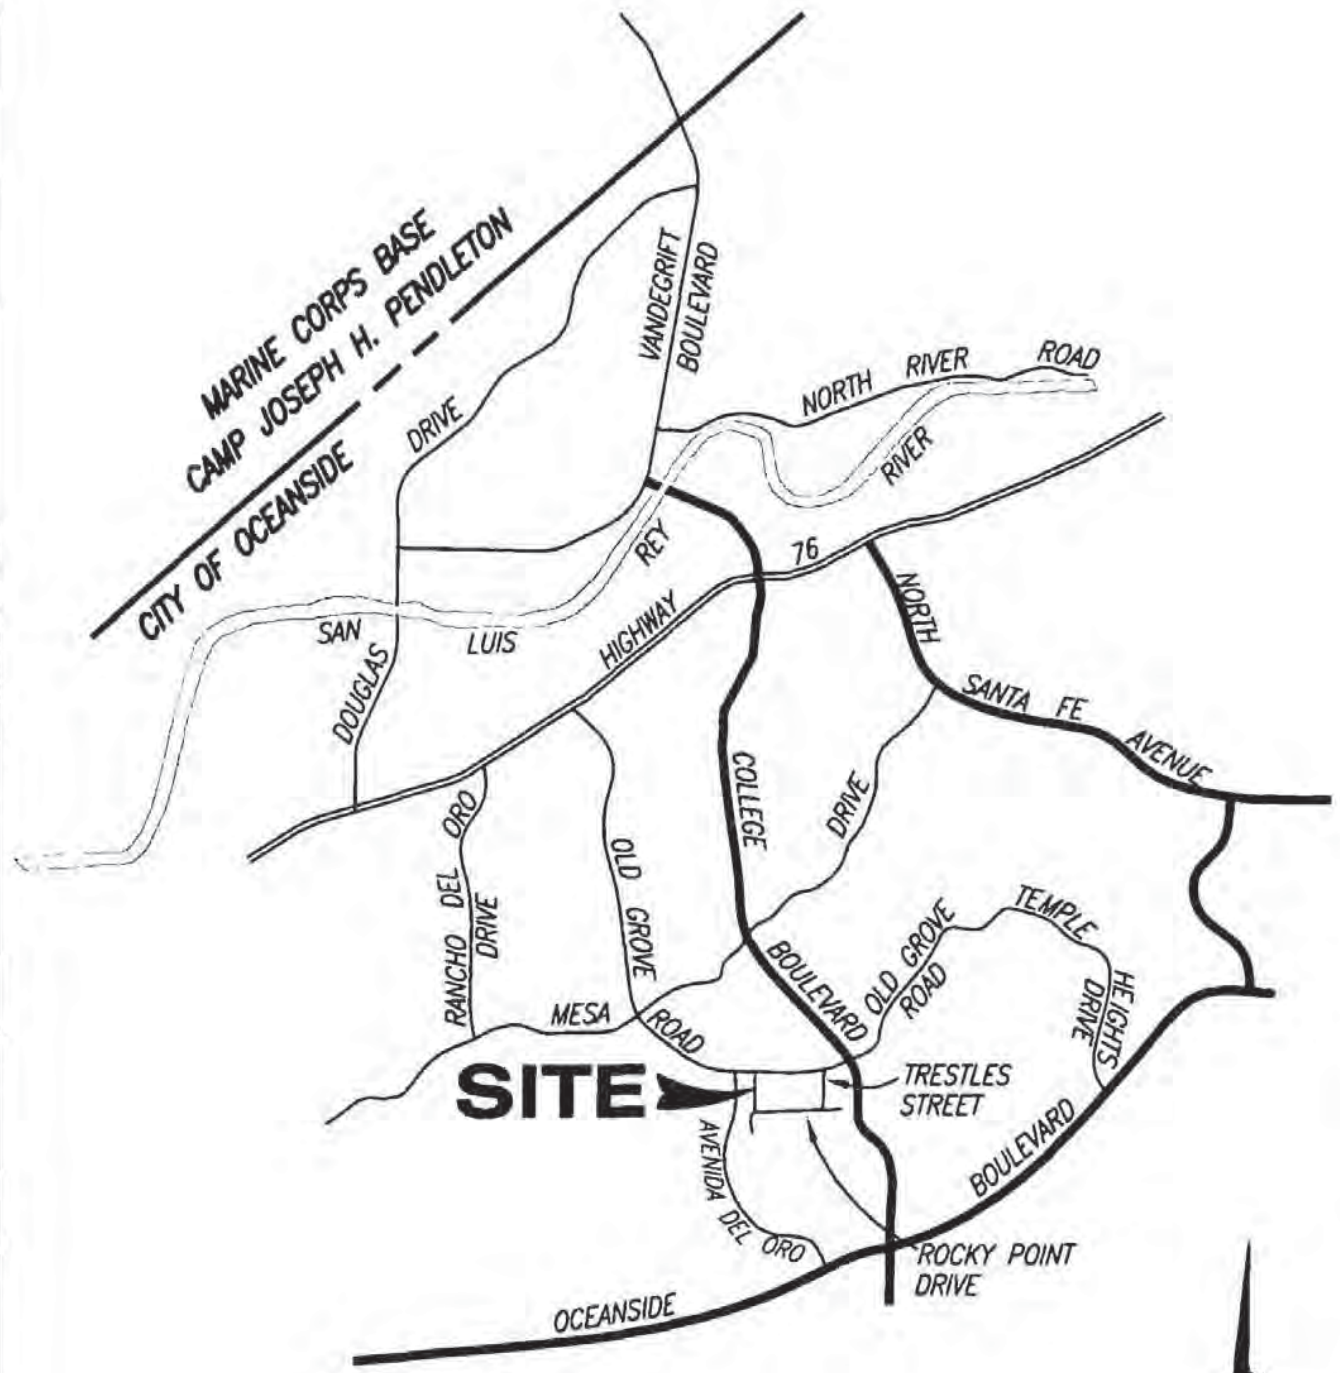 MARINE CORPS BASE
CAMP JOSEPH H. PENDLETON
CITY OF OCEANSIDE
VANDEGRIFT
BOULEVARD
NORTH RIVER ROAD
DRIVE
DOUGLAS
SAN LUIS REY RIVER
HIGHWAY 76
NORTH SANTA FE AVENUE
COLLEGE BOULEVARD
DRIVE
RANCHO DEL ORO
DRIVE
OLD GROVE
ROAD
MESA
OLD GROVE
ROAD
TEMPLE HEIGHTS
DRIVE
SITE
TRESTLES
STREET
AVENIDA DEL ORO
ROCKY POINT
DRIVE
OCEANSIDE BOULEVARD